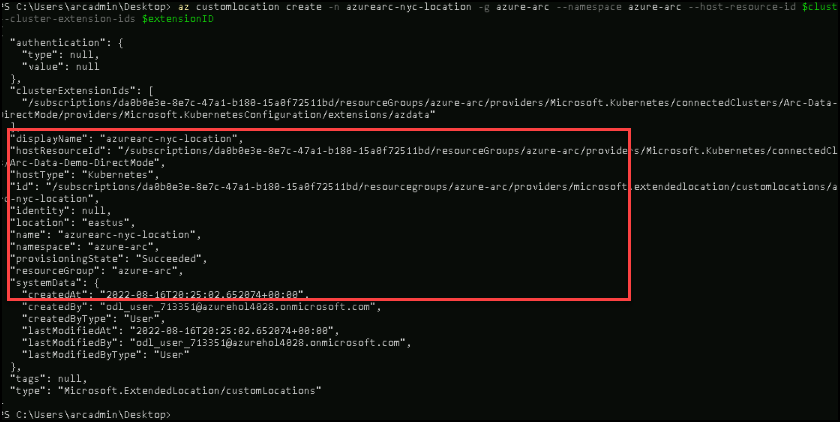 PS C:\Users\arcadmin\Desktop> az customlocation create -n azurearc-nyc-location -g azure-arc --namespace azure-arc --host-resource-id $clust
-cluster-extension-ids $extensionID
"authentication": {
"type": null,
"value": null
},
"clusterExtensionIds": [
"/subscriptions/da0b0e3e-8e7c-47a1-b180-15a0f72511bd/resourceGroups/azure-arc/providers/Microsoft.Kubernetes/connectedClusters/Arc-Data-
DirectMode/providers/Microsoft.KubernetesConfiguration/extensions/azdata"
],
"displayName": "azurearc-nyc-location",
"hostResourceId": "/subscriptions/da0b0e3e-8e7c-47a1-b180-15a0f72511bd/resourceGroups/azure-arc/providers/Microsoft.Kubernetes/connectedCl
/Arc-Data-Demo-DirectMode",
"hostType": "Kubernetes",
"id": "/subscriptions/da0b0e3e-8e7c-47a1-b180-15a0f72511bd/resourcegroups/azure-arc/providers/microsoft.extendedlocation/customlocations/a
rc-nyc-location",
"identity": null,
"location": "eastus",
"name": "azurearc-nyc-location",
"namespace": "azure-arc",
"provisioningState": "Succeeded",
"resourceGroup": "azure-arc",
"systemData": {
"createdAt": "2022-08-16T20:25:02.652074+00:00",
"createdBy": "odl_user_713351@azurehol4028.onmicrosoft.com",
"createdByType": "User",
"lastModifiedAt": "2022-08-16T20:25:02.652074+00:00",
"lastModifiedBy": "odl_user_713351@azurehol4028.onmicrosoft.com",
"lastModifiedByType": "User"
},
"tags": null,
"type": "Microsoft.ExtendedLocation/customLocations"
PS C:\Users\arcadmin\Desktop>